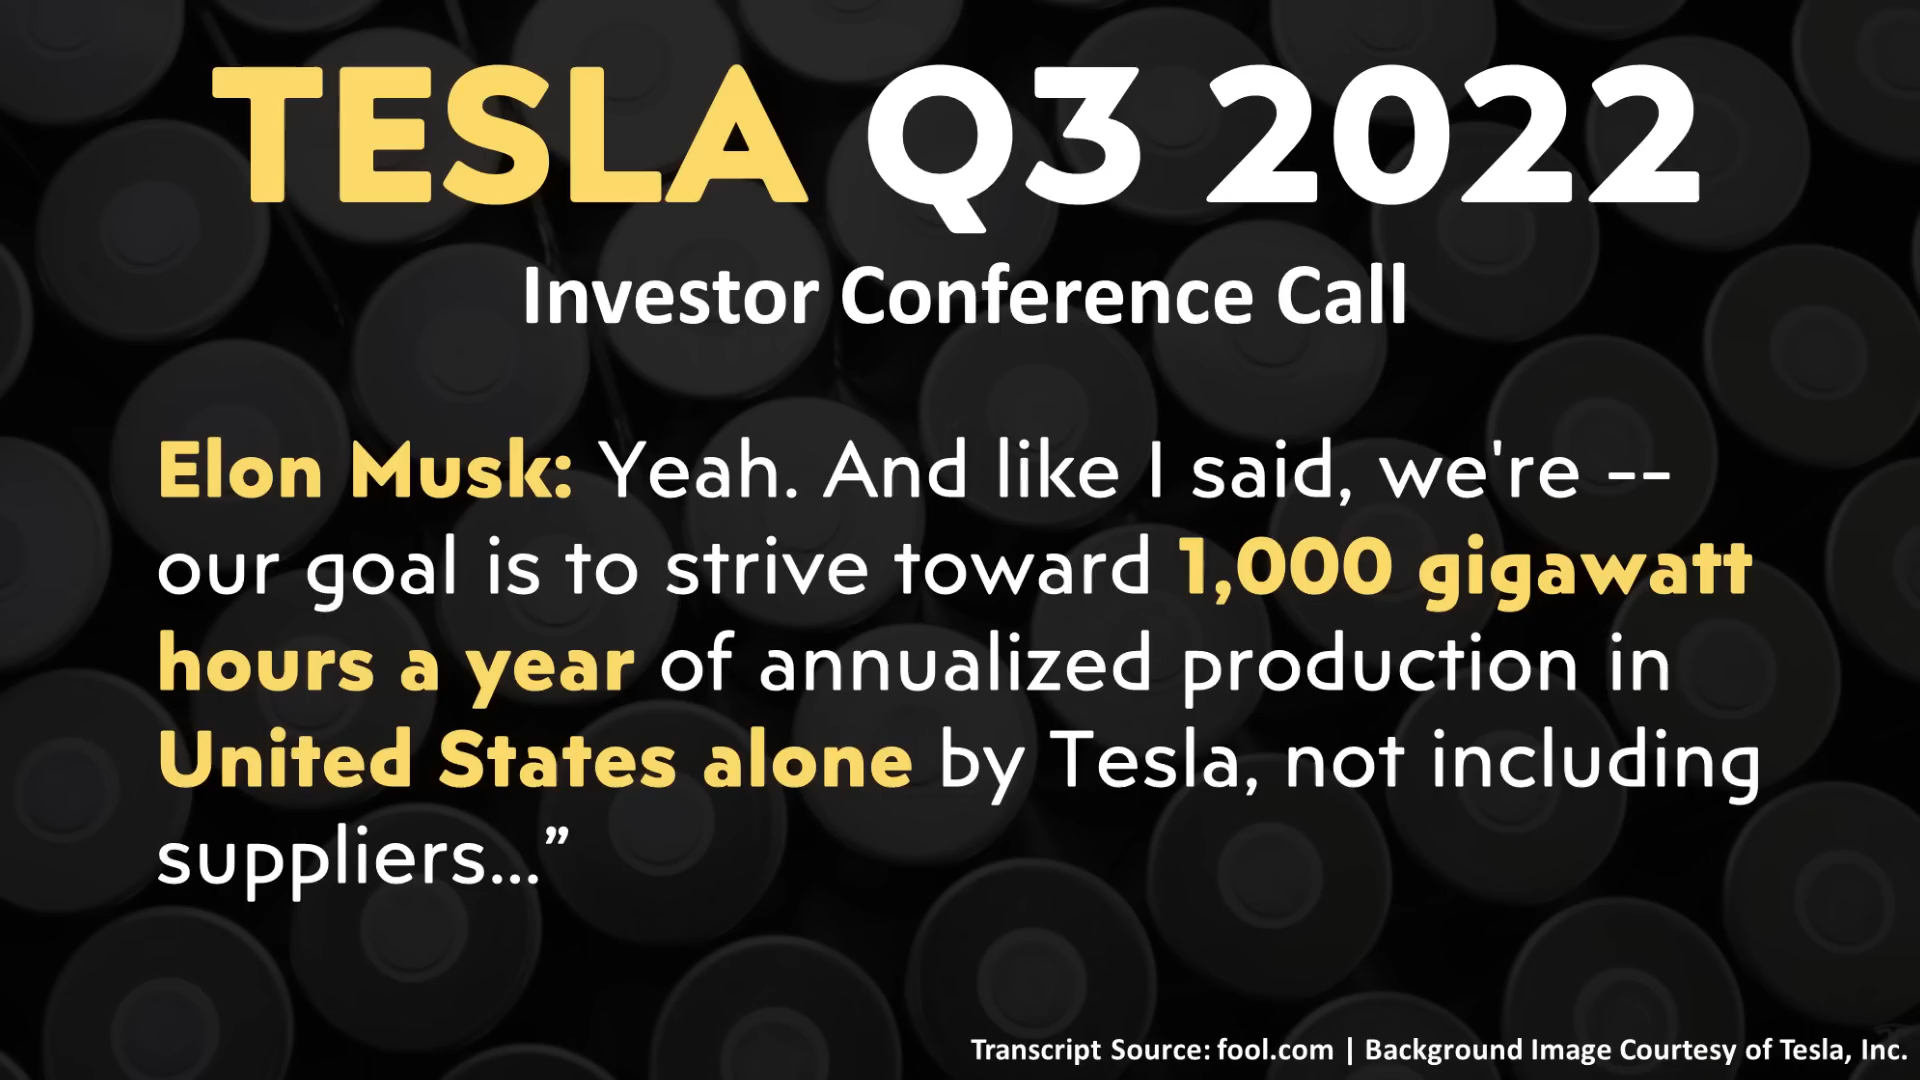 TESLA Q3 2022
Investor Conference Call
Elon Musk: Yeah. And like I said, we're --
our goal is to strive toward 1,000 gigawatt
hours a year of annualized production in
United States alone by Tesla, not including
suppliers...”
Transcript Source: fool.com | Background Image Courtesy of Tesla, Inc.